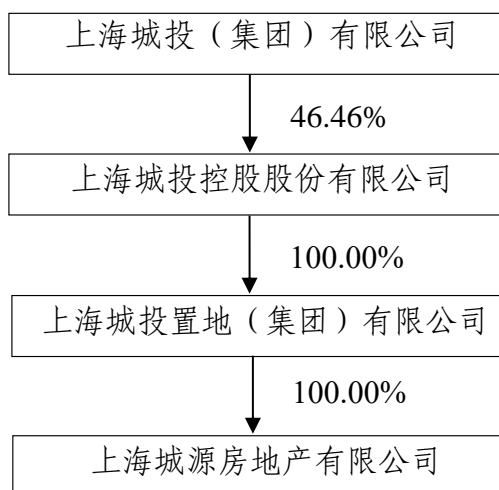 上海城投（集团）有限公司
46.46%
上海城投控股股份有限公司
100.00%
上海城投置地（集团）有限公司
100.00%
上海城源房地产有限公司